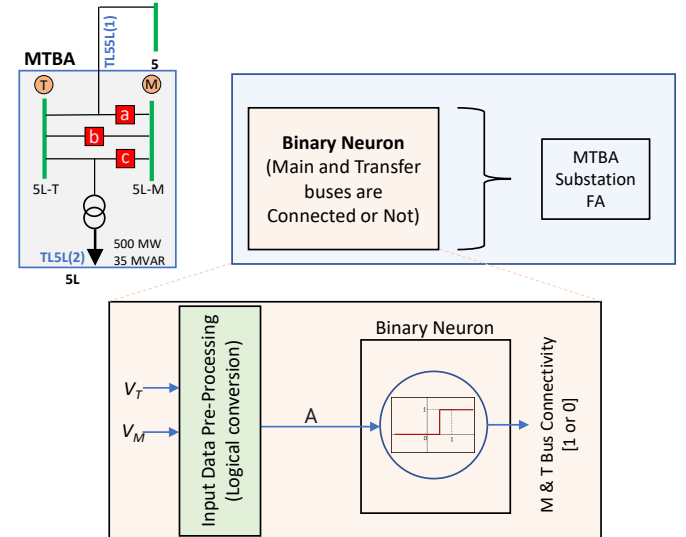 TL55L(1)
5
MTBA
T
M
a
b
c
5L-T
5L-M
500 MW
35 MVAR
TL5L(2)
5L
Binary Neuron
(Main and Transfer
buses are
Connected or Not)
MTBA
Substation
FA
V_T
V_M
Input Data Pre-Processing
(Logical conversion)
A
Binary Neuron
1
0
1
M & T Bus Connectivity
[1 or 0]